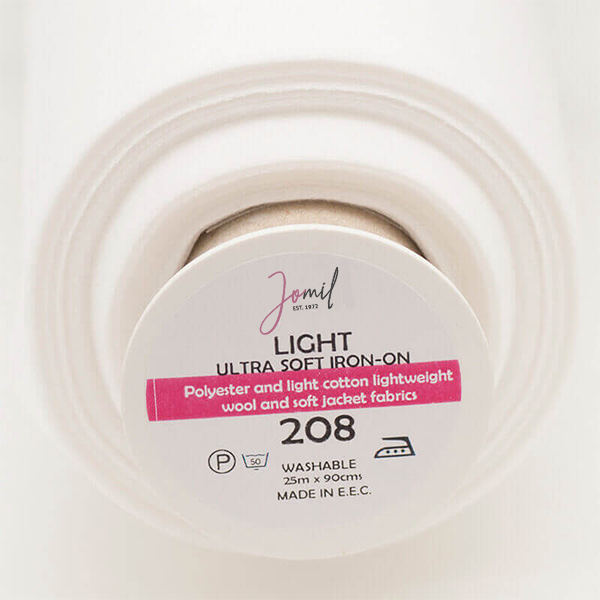 Jomil
EST. 1972
LIGHT
ULTRA SOFT IRON-ON
Polyester and light cotton lightweight
wool and soft jacket fabrics
208
P 50
WASHABLE
25m x 90cms
MADE IN E.E.C.